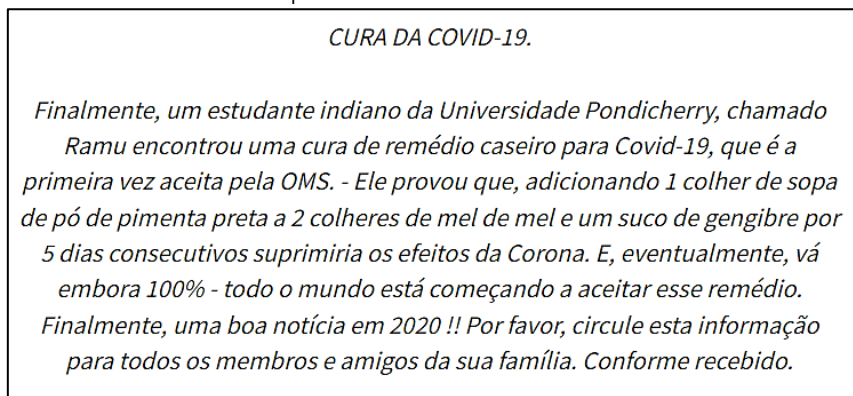 CURA DA COVID-19.
Finalmente, um estudante indiano da Universidade Pondicherry, chamado
Ramu encontrou uma cura de remédio caseiro para Covid-19, que é a
primeira vez aceita pela OMS. - Ele provou que, adicionando 1 colher de sopa
de pó de pimenta preta a 2 colheres de mel de mel e um suco de gengibre por
5 dias consecutivos suprimiria os efeitos da Corona. E, eventualmente, vá
embora 100% - todo o mundo está começando a aceitar esse remédio.
Finalmente, uma boa notícia em 2020 !! Por favor, circule esta informação
para todos os membros e amigos da sua família. Conforme recebido.